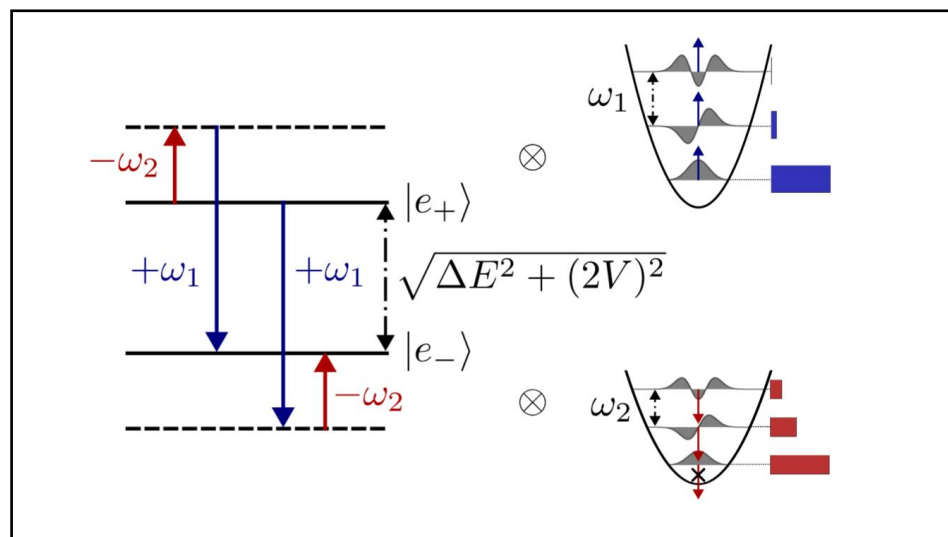 ω₁
⊗
−ω₂
|e₊⟩
+ω₁
+ω₁
√ΔE² + (2V)²
|e₋⟩
−ω₂
⊗
ω₂